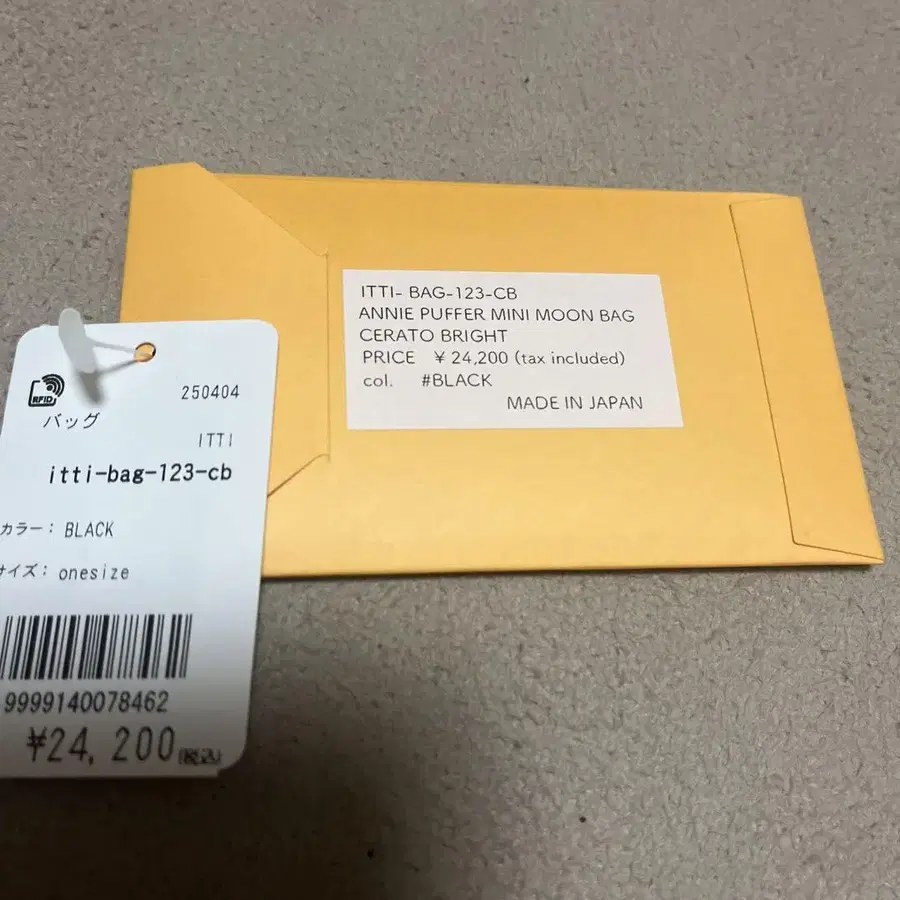 ITTI- BAG-123-CB
ANNIE PUFFER MINI MOON BAG
CERATO BRIGHT
PRICE ¥ 24,200 (tax included)
col. #BLACK
MADE IN JAPAN
RFID
250404
バッグ
ITTI
itti-bag-123-cb
カラー: BLACK
サイズ: onesize
9999140078462
¥24,200(税込)